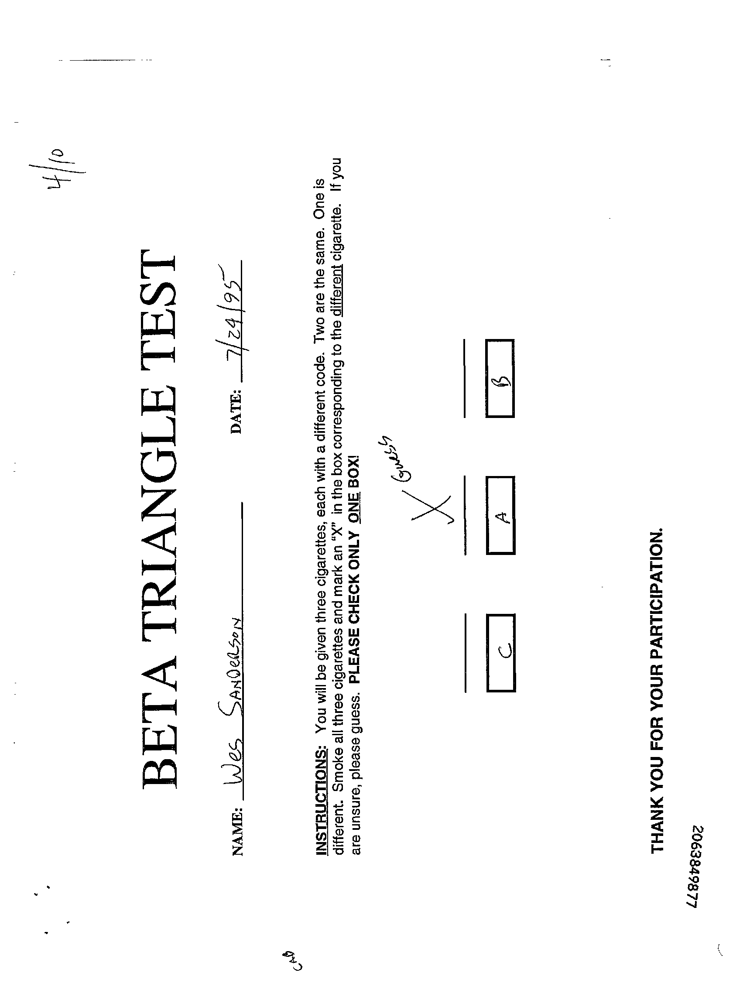 4/10
BETA TRIANGLE TEST
NAME: Wes SANDERSON DATE: 7/24/95
INSTRUCTIONS: You will be given three cigarettes, each with a different code. Two are the same. One is
different. Smoke all three cigarettes and mark an "X" in the box corresponding to the different cigarette. If you
are unsure, please guess. PLEASE CHECK ONLY ONE BOX!
X Guess
C A B
THANK YOU FOR YOUR PARTICIPATION.
2063849877
CAB